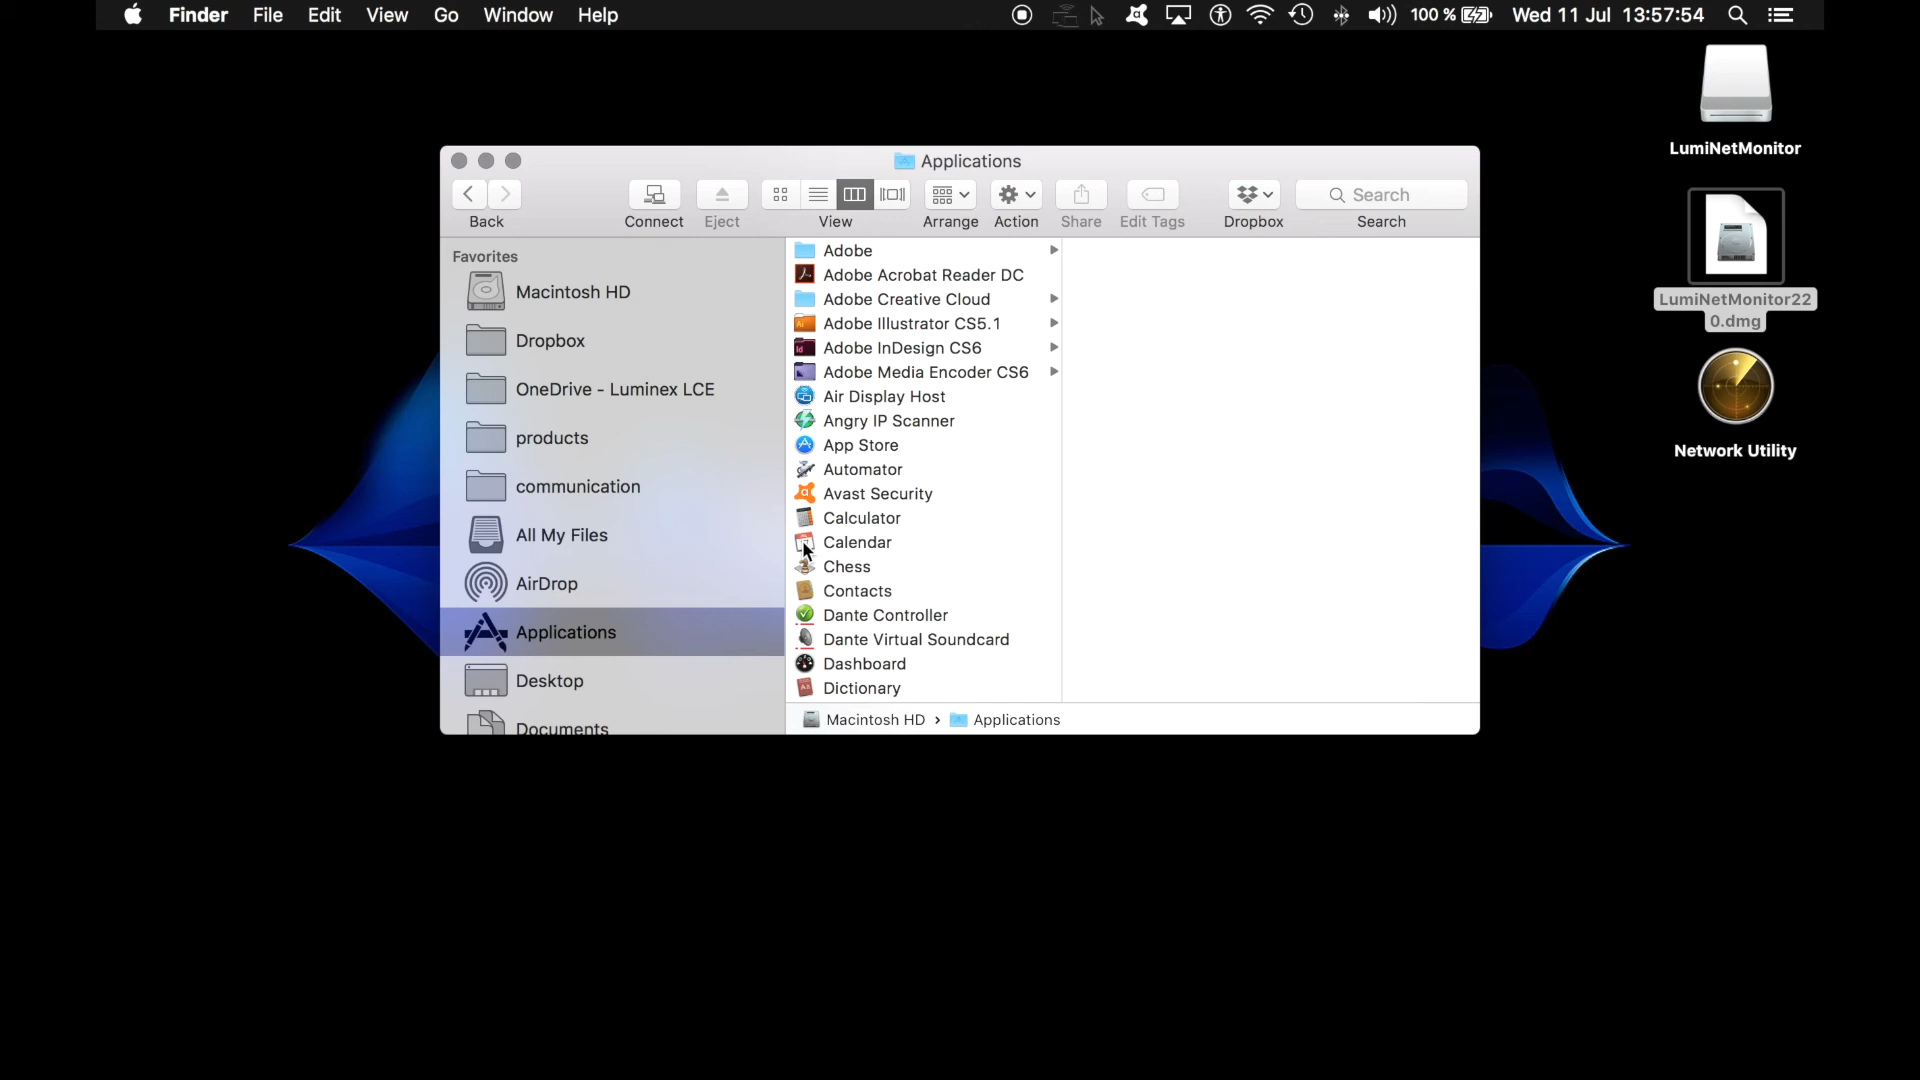 Finder File Edit View Go Window Help 100 % Wed 11 Jul 13:57:54
LumiNetMonitor
LumiNetMonitor22
0.dmg
Network Utility
Applications
Search
Back Connect Eject View Arrange Action Share Edit Tags Dropbox Search
Favorites
Macintosh HD
Dropbox
OneDrive - Luminex LCE
products
communication
All My Files
AirDrop
Applications
Desktop
Documents
Adobe
Adobe Acrobat Reader DC
Adobe Creative Cloud
Adobe Illustrator CS5.1
Adobe InDesign CS6
Adobe Media Encoder CS6
Air Display Host
Angry IP Scanner
App Store
Automator
Avast Security
Calculator
Calendar
Chess
Contacts
Dante Controller
Dante Virtual Soundcard
Dashboard
Dictionary
Macintosh HD › Applications